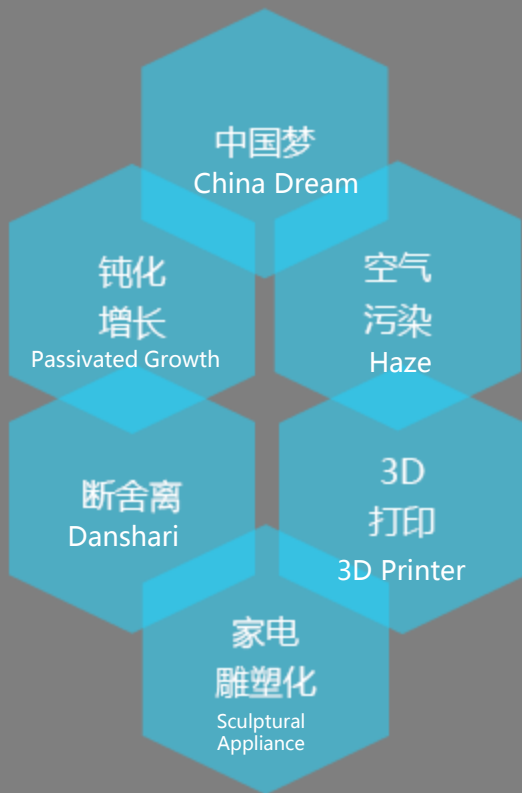 中国梦
China Dream
钝化
增长
Passivated Growth
空气
污染
Haze
断舍离
Danshari
3D
打印
3D Printer
家电
雕塑化
Sculptural
Appliance